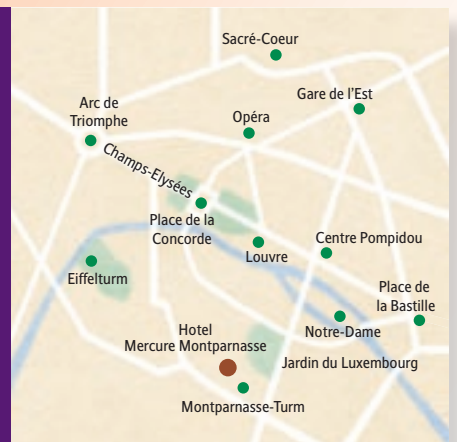 Sacré-Coeur
Gare de l'Est
Arc de
Triomphe
Opéra
Champs-Elysées
Place de la
Concorde
Centre Pompidou
Louvre
Eiffelturm
Place de
la Bastille
Notre-Dame
Hotel
Mercure Montparnasse
Jardin du Luxembourg
Montparnasse-Turm